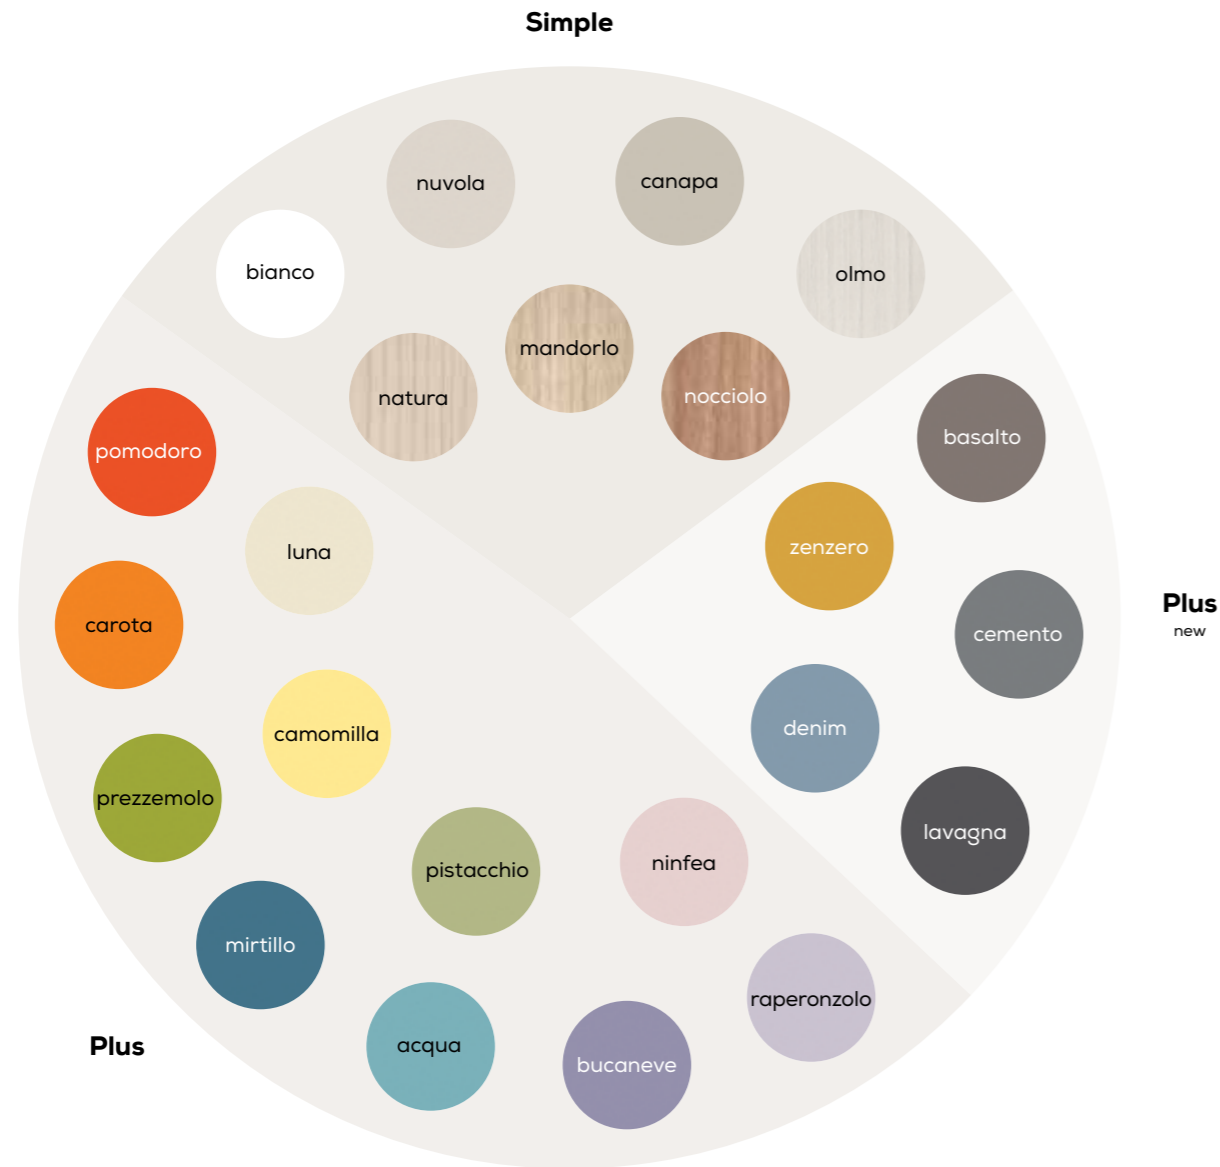 Simple
nuvola
canapa
bianco
olmo
mandorlo
natura
nocciolo
pomodoro
basalto
luna
zenzero
carota
cemento
Plus
new
camomilla
denim
prezzemolo
lavagna
pistacchio
ninfea
mirtillo
raperonzolo
Plus
acqua
bucaneve